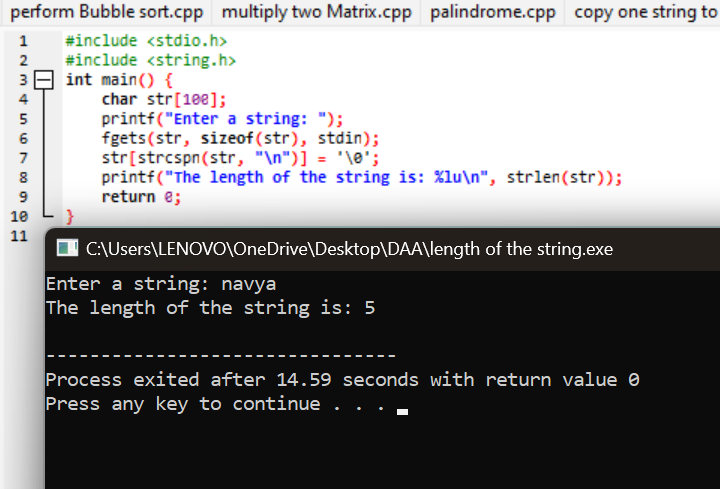 perform Bubble sort.cpp multiply two Matrix.cpp palindrome.cpp copy one string to
1 #include <stdio.h>
2 #include <string.h>
3 int main() {
4 char str[100];
5 printf("Enter a string: ");
6 fgets(str, sizeof(str), stdin);
7 str[strcspn(str, "\n")] = '\0';
8 printf("The length of the string is: %lu\n", strlen(str));
9 return 0;
10 }
11
C:\Users\LENOVO\OneDrive\Desktop\DAA\length of the string.exe
Enter a string: navya
The length of the string is: 5
--------------------------------
Process exited after 14.59 seconds with return value 0
Press any key to continue . . .